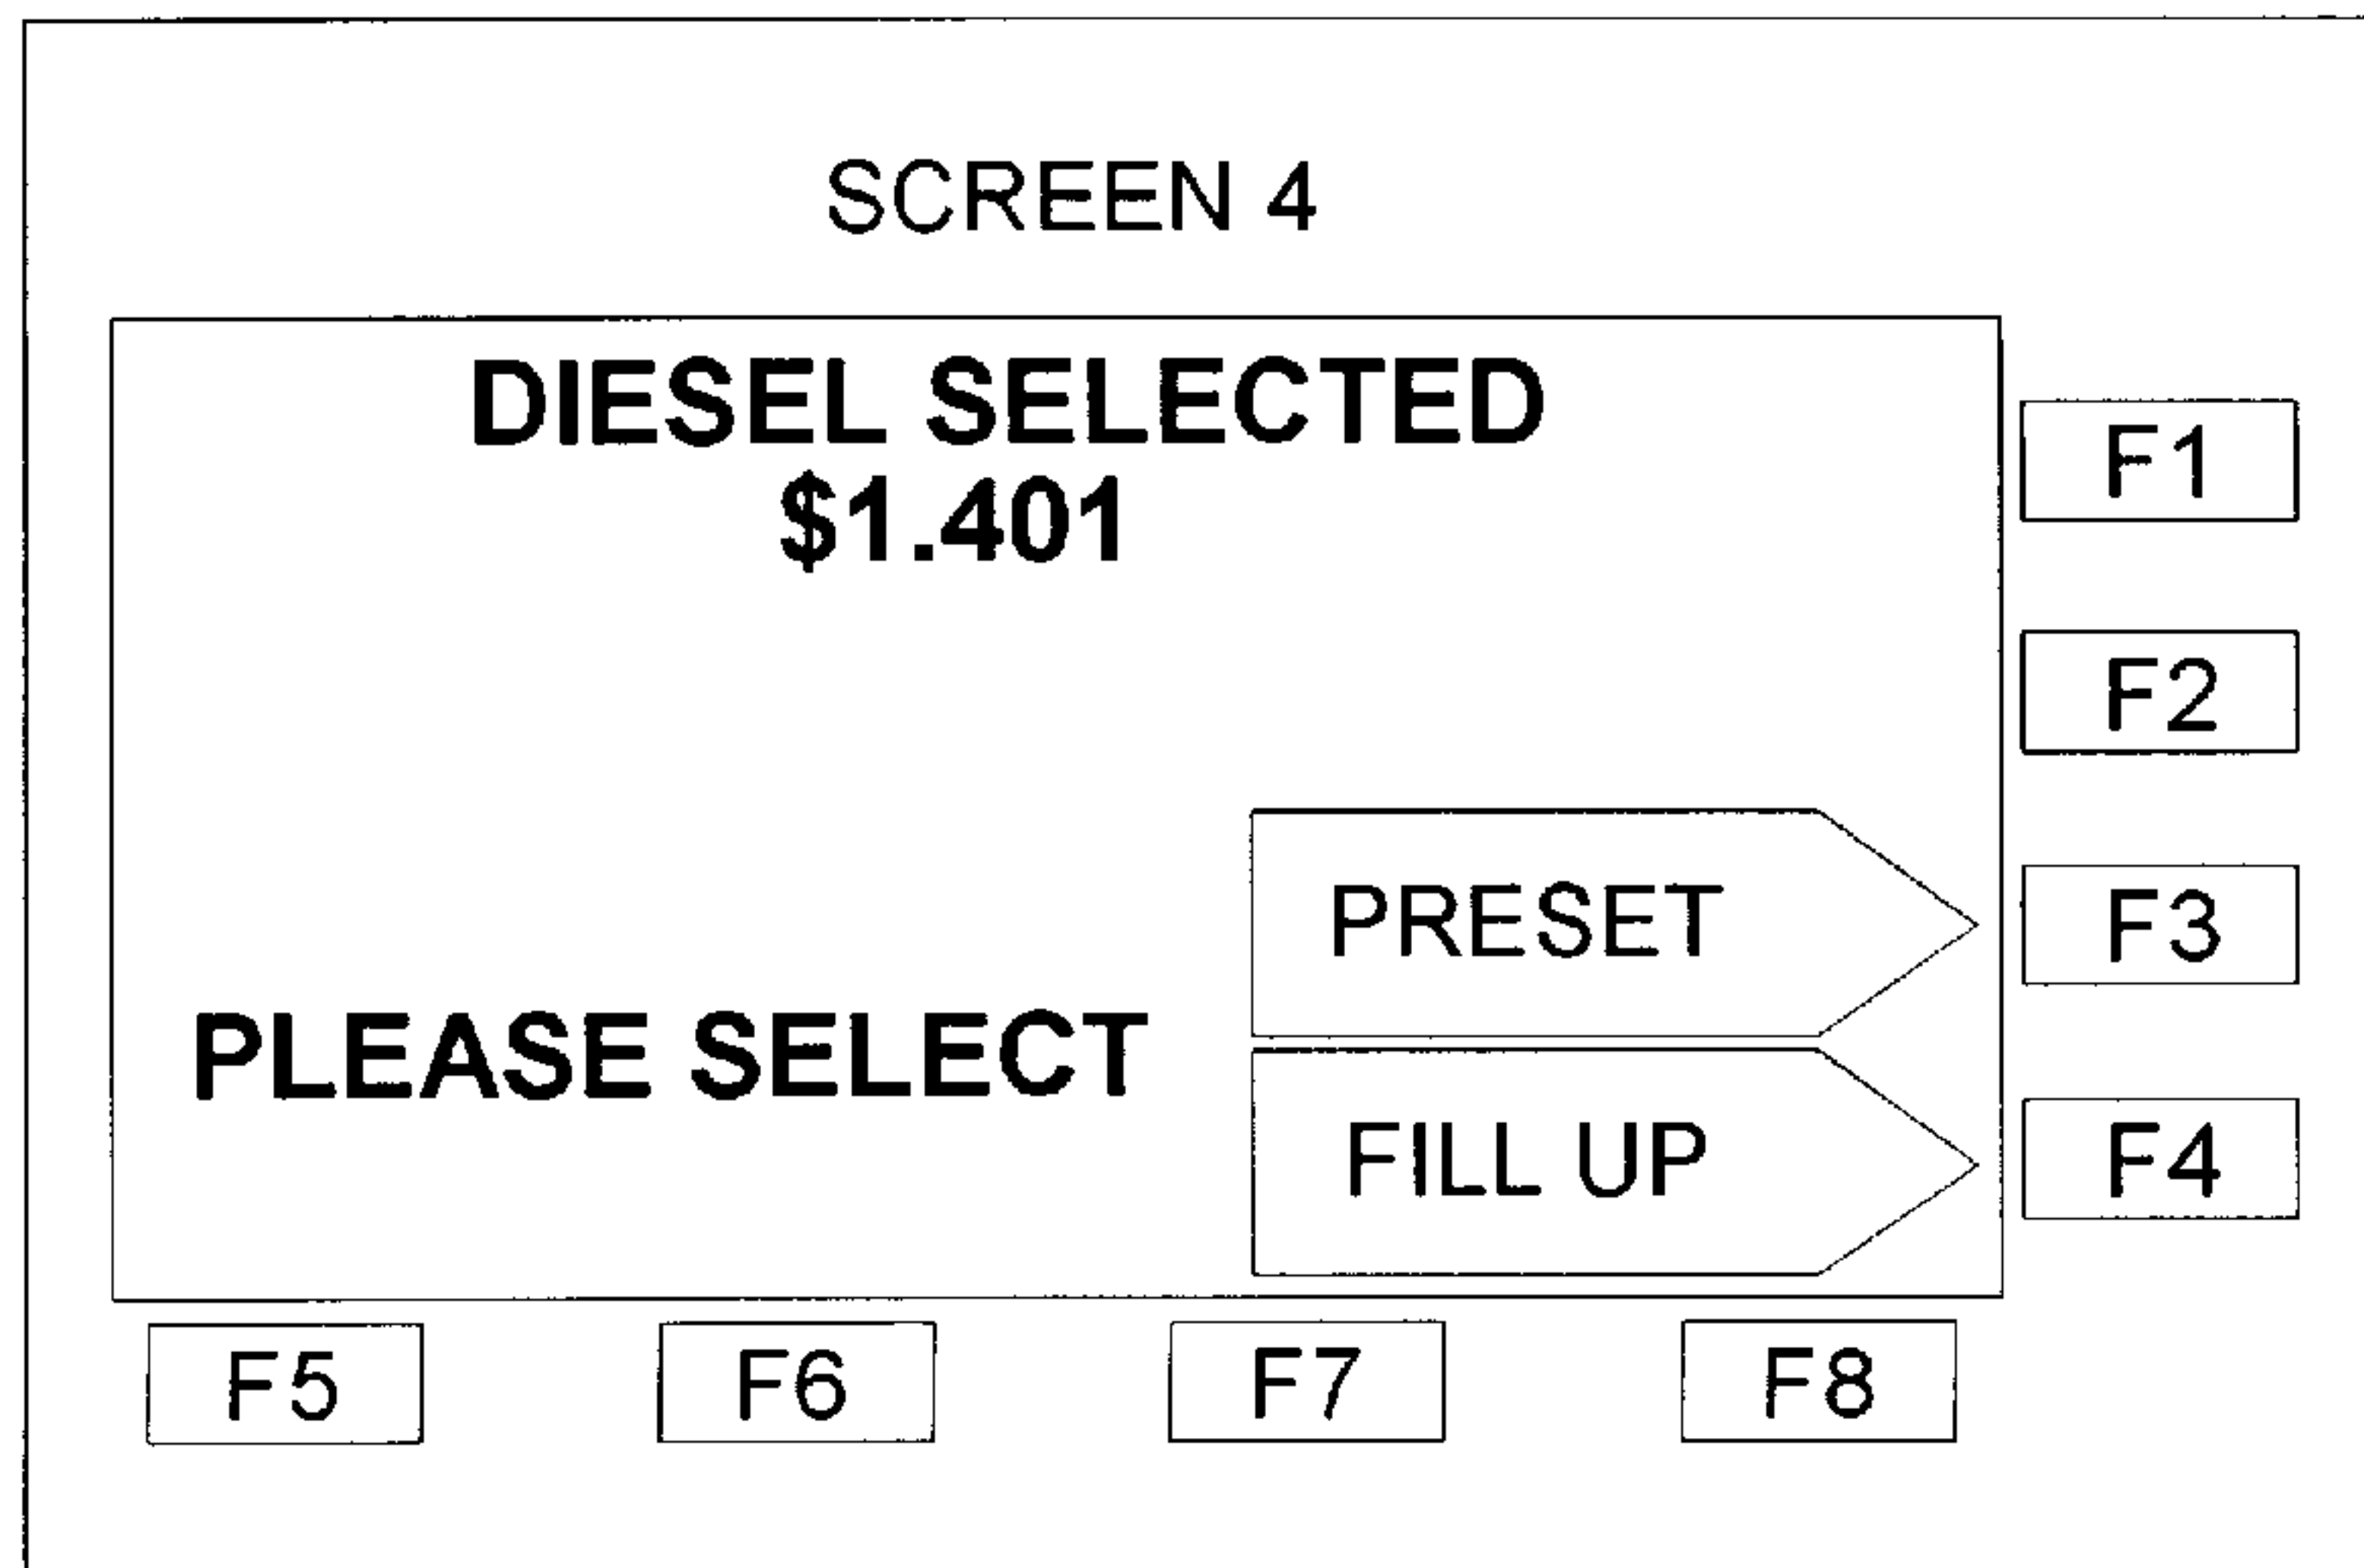 SCREEN 4
DIESEL SELECTED
$1.401
F1
F2
PRESET
F3
PLEASE SELECT
FILL UP
F4
F5 F6 F7 F8